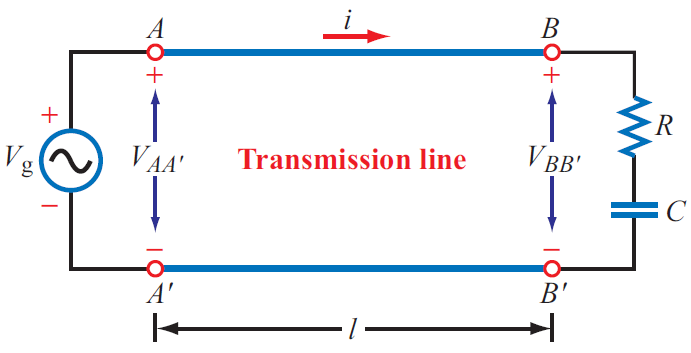 A
i
B
+
+
+
V_g
V_AA'
Transmission line
V_BB'
R
−
C
−
−
A'
B'
l